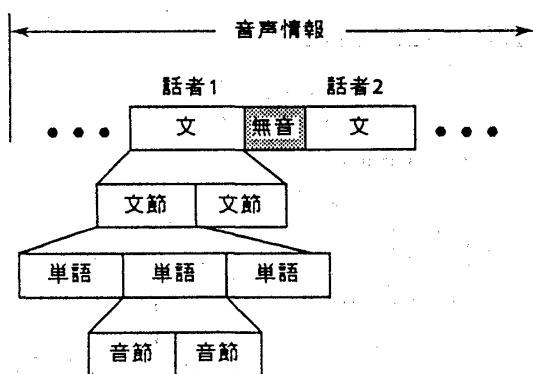 音声情報
話者1 話者2
••• 文 無音 文 •••
文節 文節
単語 単語 単語
音節 音節